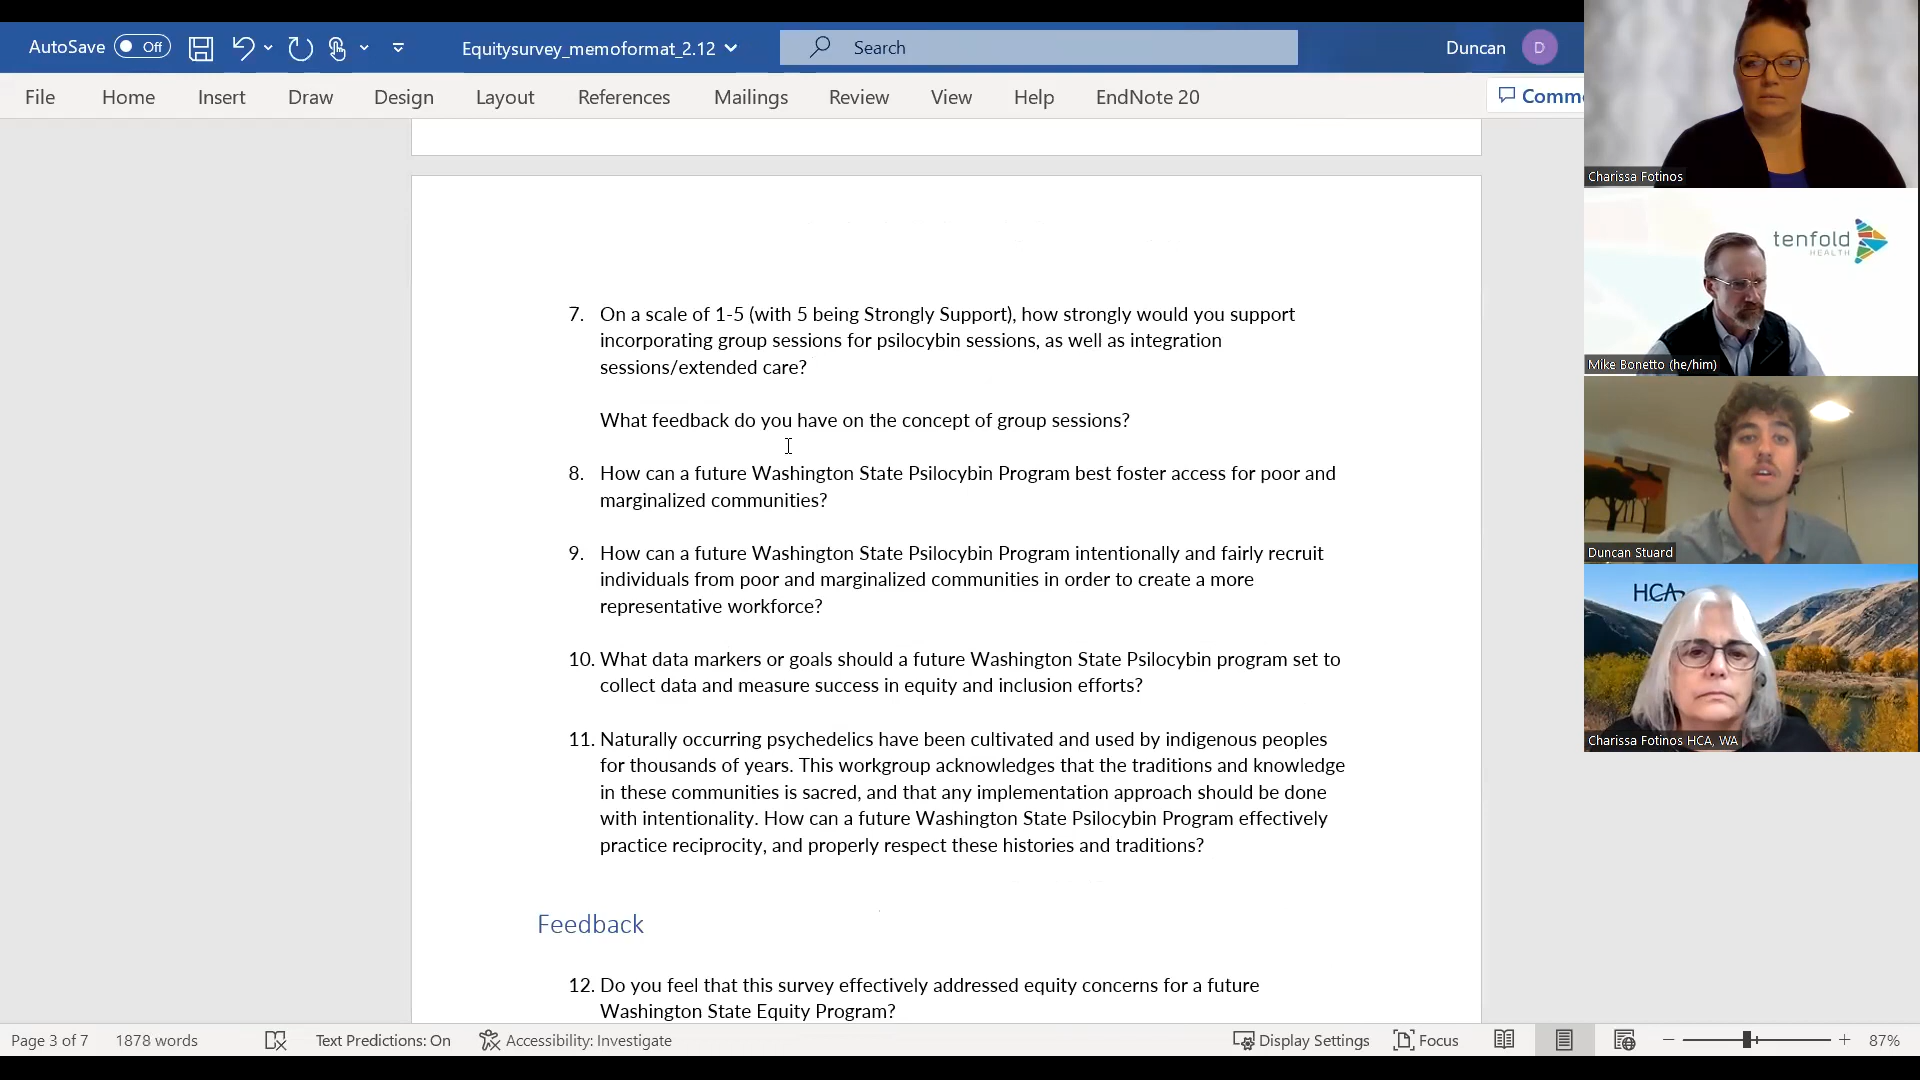 AutoSave Off Equitysurvey_memoformat_2.12 Search Duncan D
File Home Insert Draw Design Layout References Mailings Review View Help EndNote 20 Comm
7. On a scale of 1-5 (with 5 being Strongly Support), how strongly would you support
incorporating group sessions for psilocybin sessions, as well as integration
sessions/extended care?
What feedback do you have on the concept of group sessions?
8. How can a future Washington State Psilocybin Program best foster access for poor and
marginalized communities?
9. How can a future Washington State Psilocybin Program intentionally and fairly recruit
individuals from poor and marginalized communities in order to create a more
representative workforce?
10. What data markers or goals should a future Washington State Psilocybin program set to
collect data and measure success in equity and inclusion efforts?
11. Naturally occurring psychedelics have been cultivated and used by indigenous peoples
for thousands of years. This workgroup acknowledges that the traditions and knowledge
in these communities is sacred, and that any implementation approach should be done
with intentionality. How can a future Washington State Psilocybin Program effectively
practice reciprocity, and properly respect these histories and traditions?
Feedback
12. Do you feel that this survey effectively addressed equity concerns for a future
Washington State Equity Program?
Page 3 of 7 1878 words Text Predictions: On Accessibility: Investigate Display Settings Focus 87%
Charissa Fotinos
tenfold
HEALTH
Mike Bonetto (he/him)
Duncan Stuard
HCA
Charissa Fotinos HCA, WA